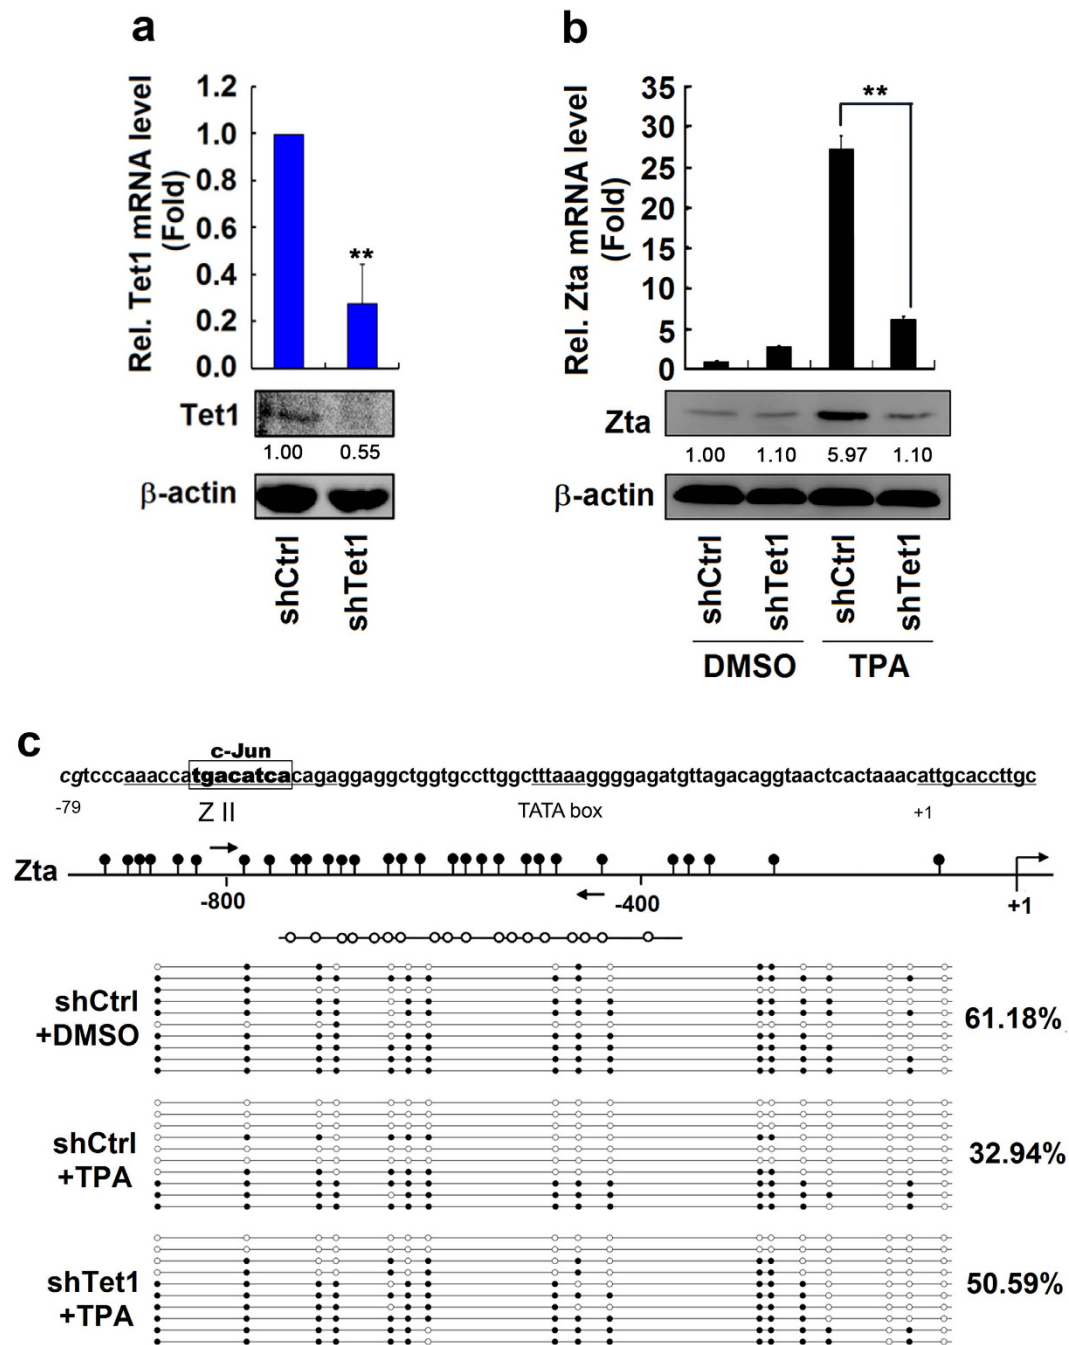 a
Rel. Tet1 mRNA level
(Fold)
1.2
1.0
0.8
0.6
0.4
0.2
0.0
**
Tet1
1.00 0.55
β-actin
shCtrl shTet1
b
Rel. Zta mRNA level
(Fold)
35
30
25
20
15
10
5
0
**
Zta
1.00 1.10 5.97 1.10
β-actin
shCtrl shTet1 shCtrl shTet1
DMSO TPA
c
c-Jun
cgtcccaaaccatgacatcacagaggaggctggtgccttggctttaaaggggagatgttagacaggtaactcactaaacattgcaccttgc
-79 Z II TATA box +1
Zta
-800 -400 +1
shCtrl
+DMSO
61.18%
shCtrl
+TPA
32.94%
shTet1
+TPA
50.59%